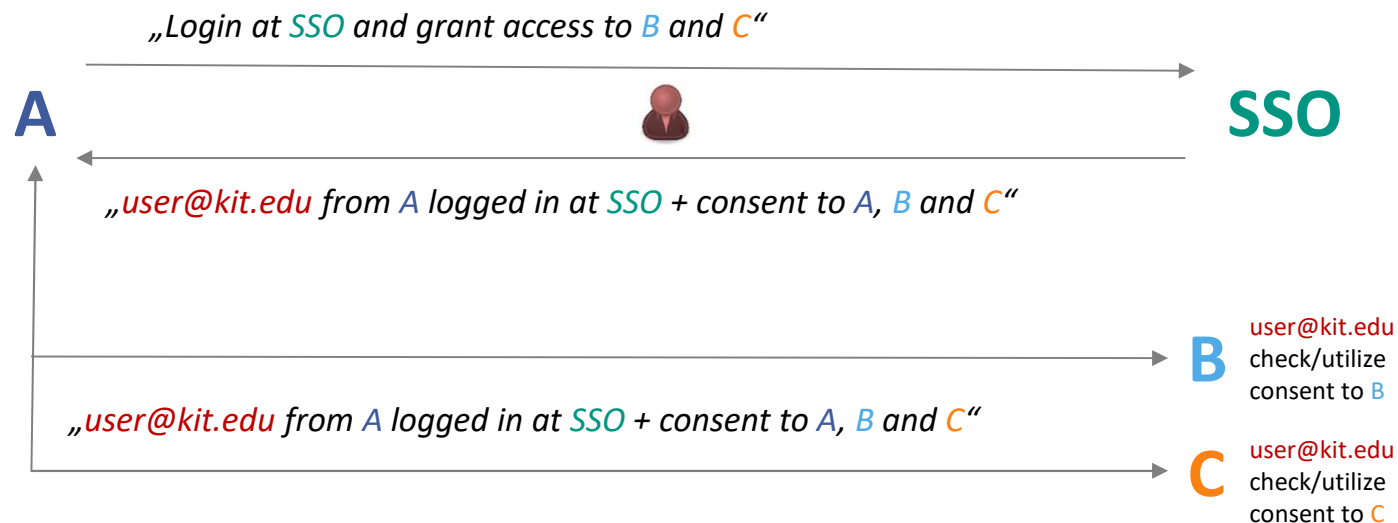 „Login at SSO and grant access to B and C“
A
SSO
„user@kit.edu from A logged in at SSO + consent to A, B and C“
B
user@kit.edu
check/utilize
consent to B
„user@kit.edu from A logged in at SSO + consent to A, B and C“
C
user@kit.edu
check/utilize
consent to C